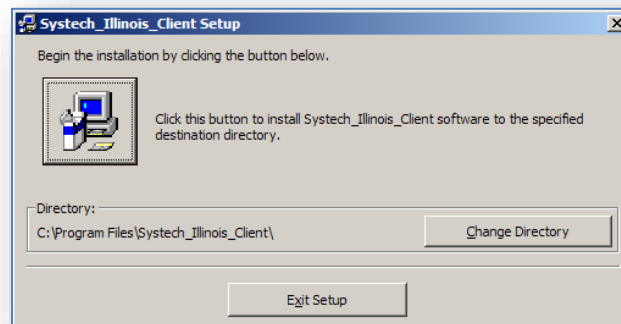 Systech_Illinois_Client Setup
Begin the installation by clicking the button below.
Click this button to install Systech_Illinois_Client software to the specified
destination directory.
Directory:
C:\Program Files\Systech_Illinois_Client\
Change Directory
Exit Setup